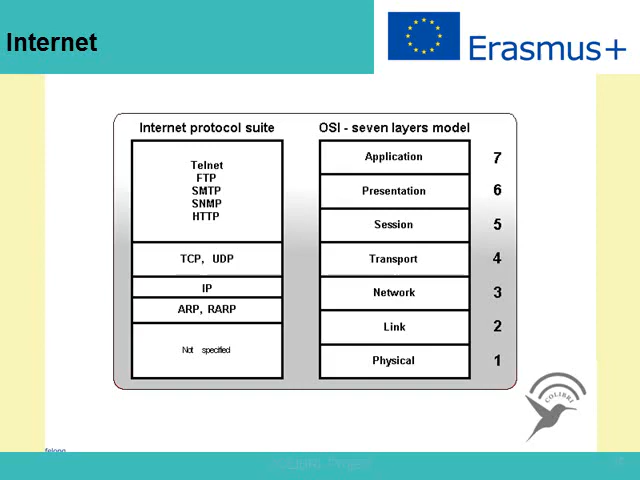 Internet
Erasmus+
Internet protocol suite
OSI - seven layers model
Telnet
FTP
SMTP
SNMP
HTTP
TCP, UDP
IP
ARP, RARP
Not specified
Application 7
Presentation 6
Session 5
Transport 4
Network 3
Link 2
Physical 1
COLIBRI
felong